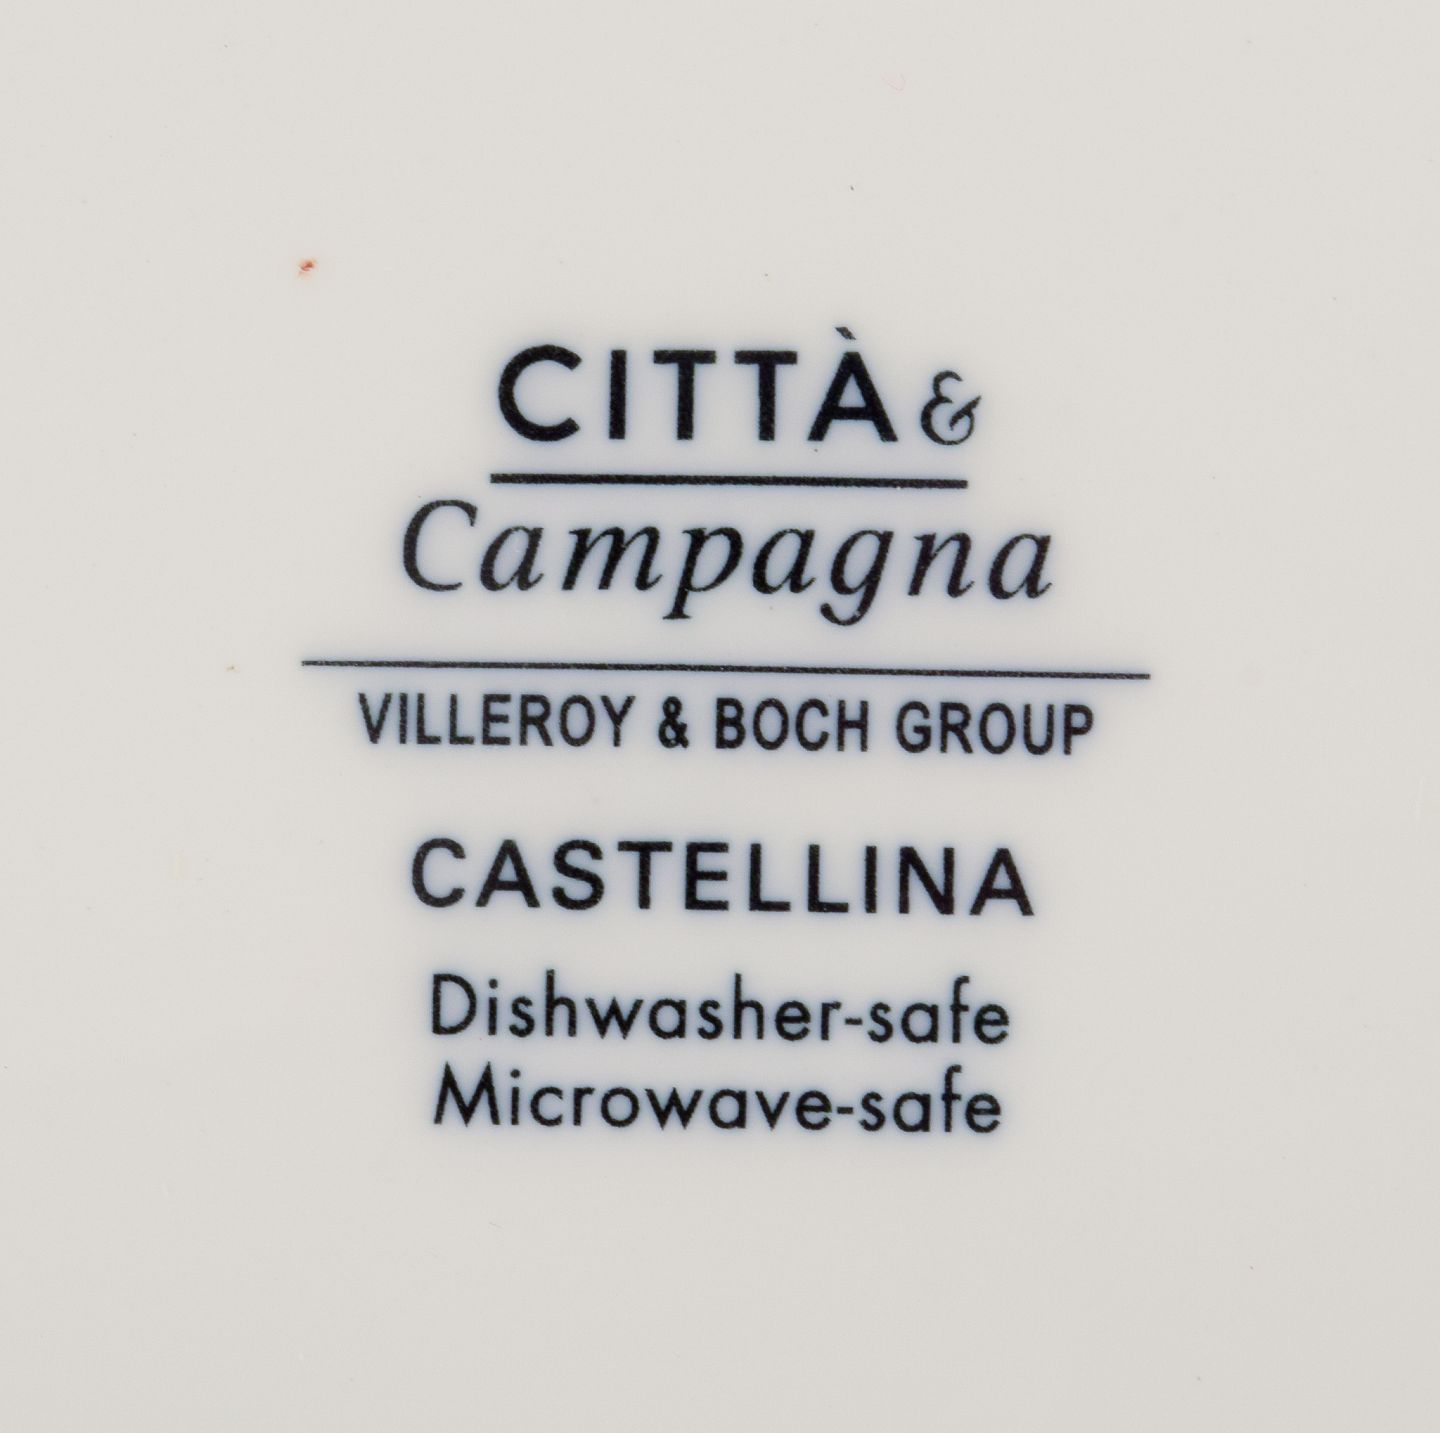 CITTÀ &
Campagna
VILLEROY & BOCH GROUP
CASTELLINA
Dishwasher-safe
Microwave-safe